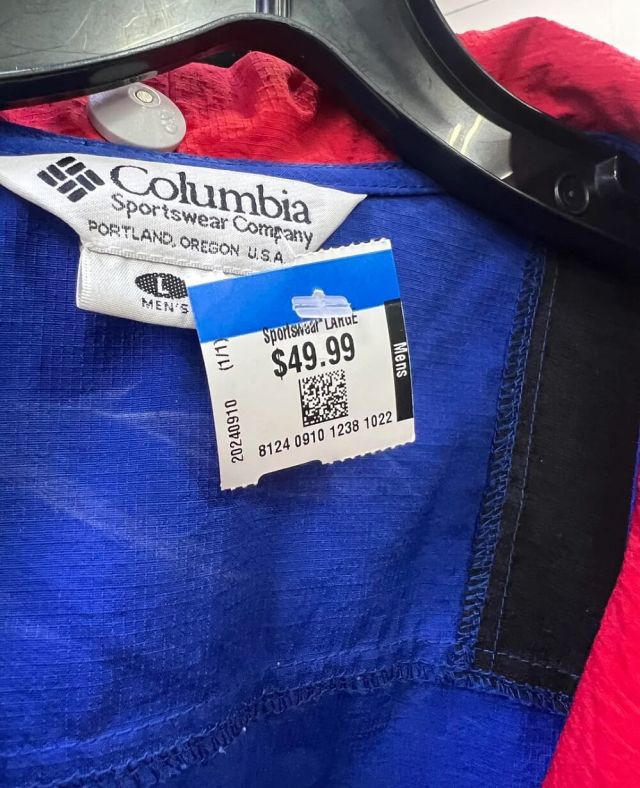 Columbia
Sportswear Company
PORTLAND, OREGON U.S.A.
L
MEN'S
Sportswear LARGE
$49.99
Mens
(1/1)
20240910
8124 0910 1238 1022